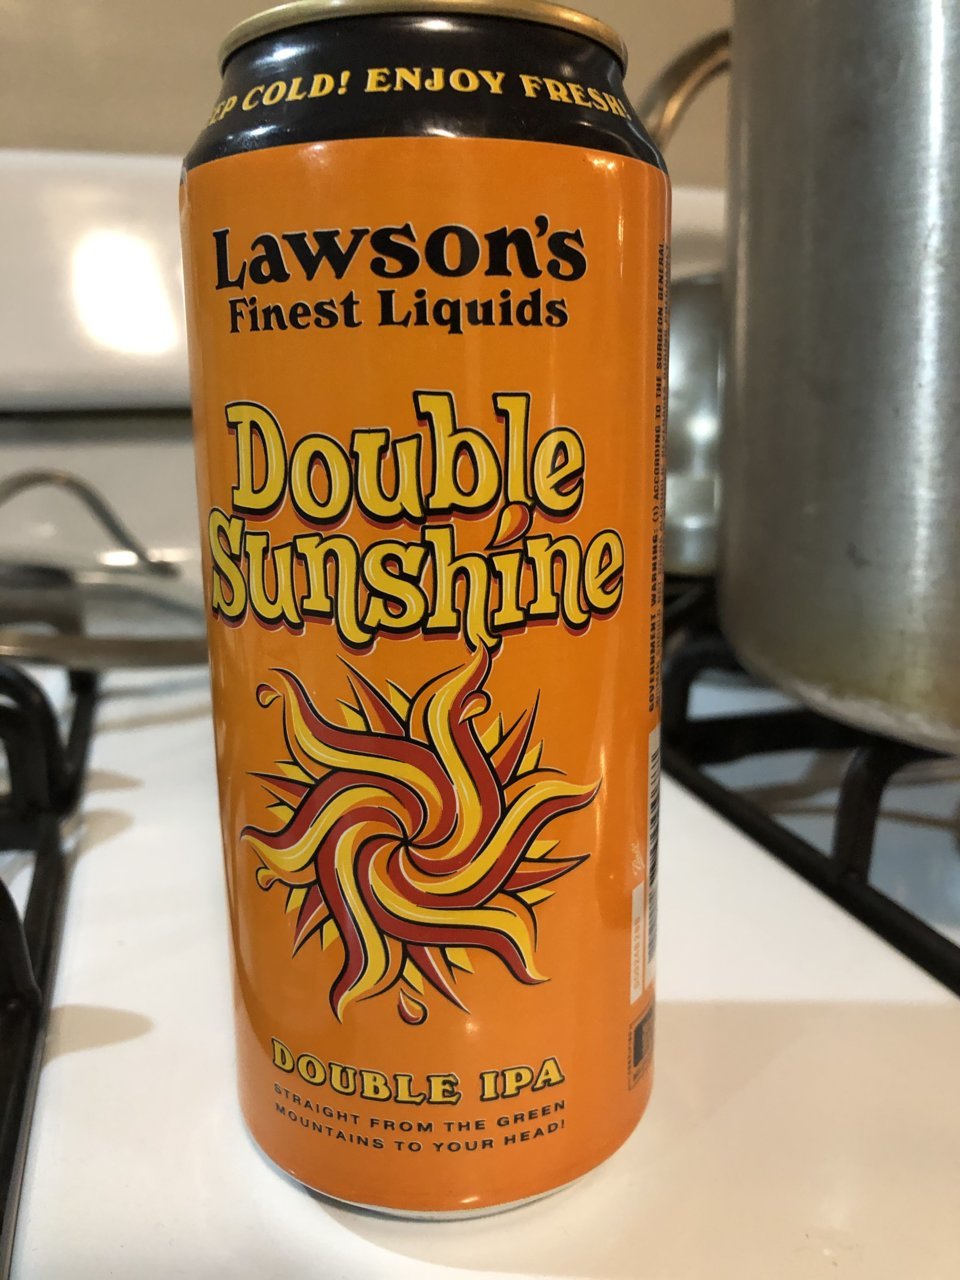 COLD! ENJOY FRESH!
Lawson's
Finest Liquids
Double
Sunshine
DOUBLE IPA
STRAIGHT FROM THE GREEN
MOUNTAINS TO YOUR HEAD!
GOVERNMENT WARNING: (1) ACCORDING TO THE SURGEON GENERAL